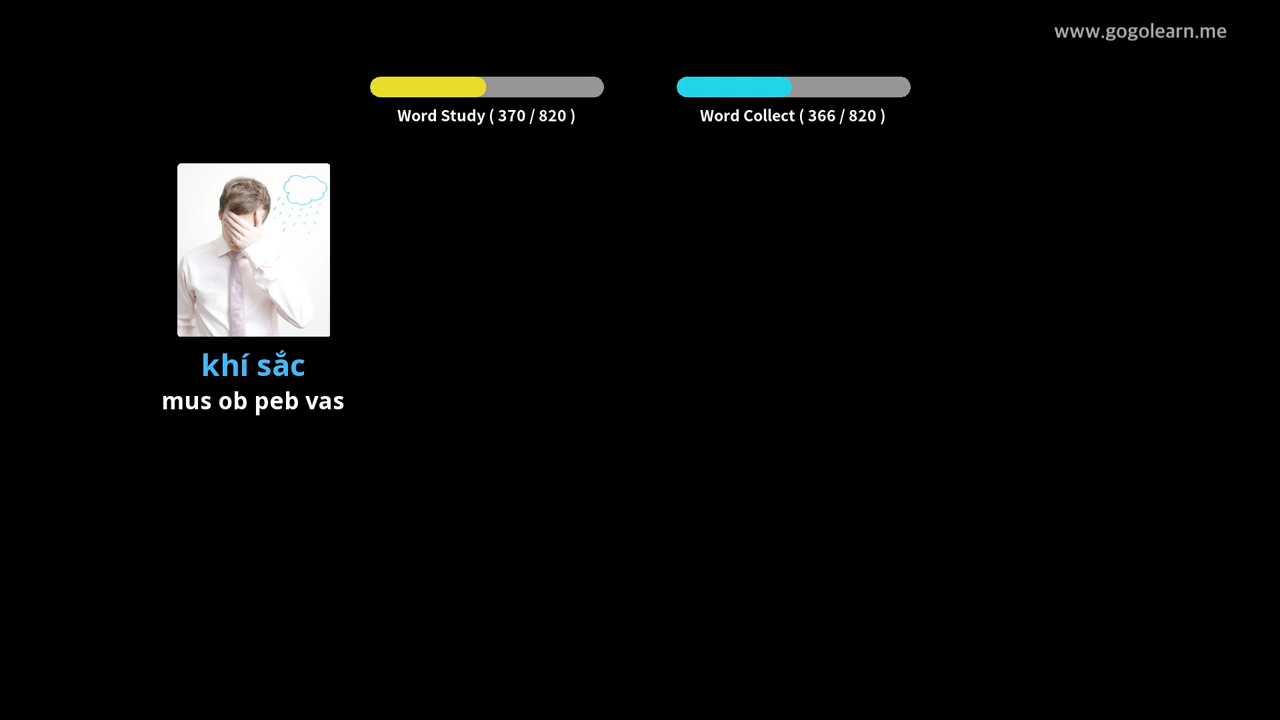 www.gogolearn.me
Word Study ( 370 / 820 )
Word Collect ( 366 / 820 )
khí sắc
mus ob peb vas